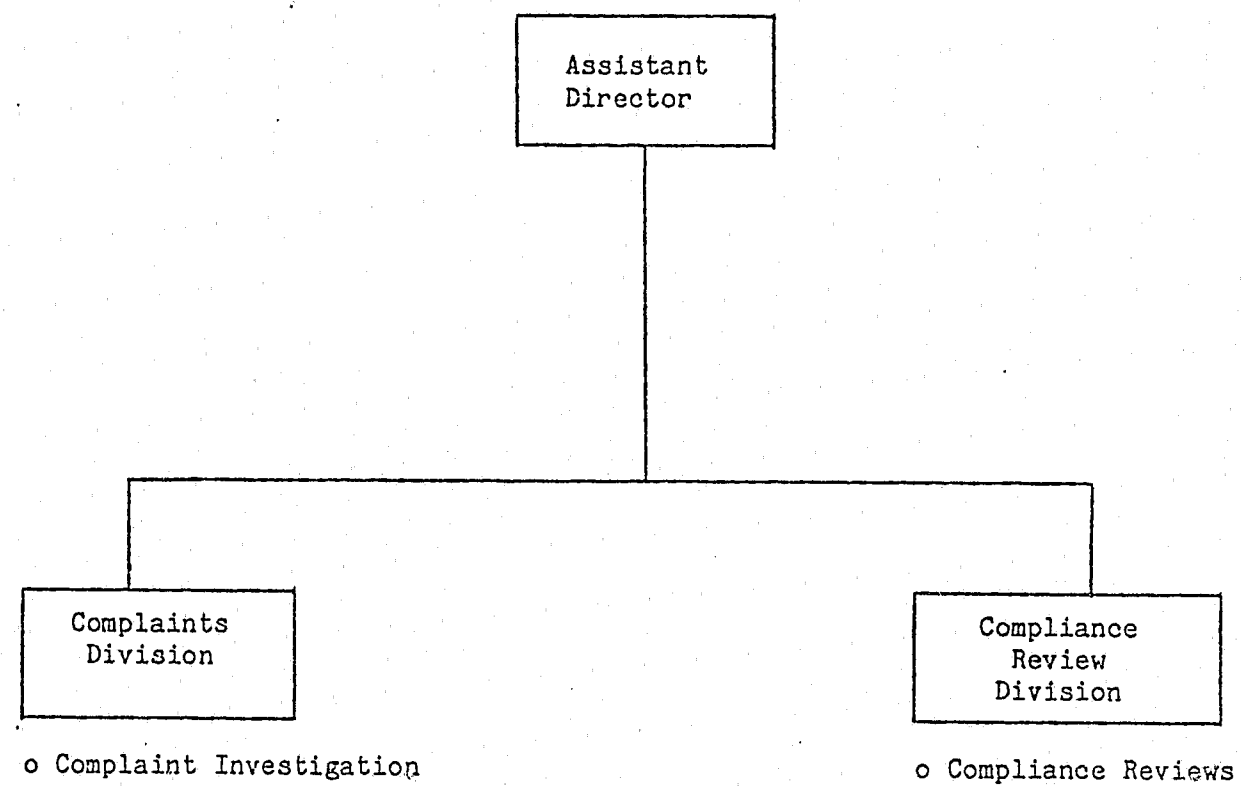 Assistant
Director
Complaints
Division
Compliance
Review
Division
o Complaint Investigation
o Compliance Reviews